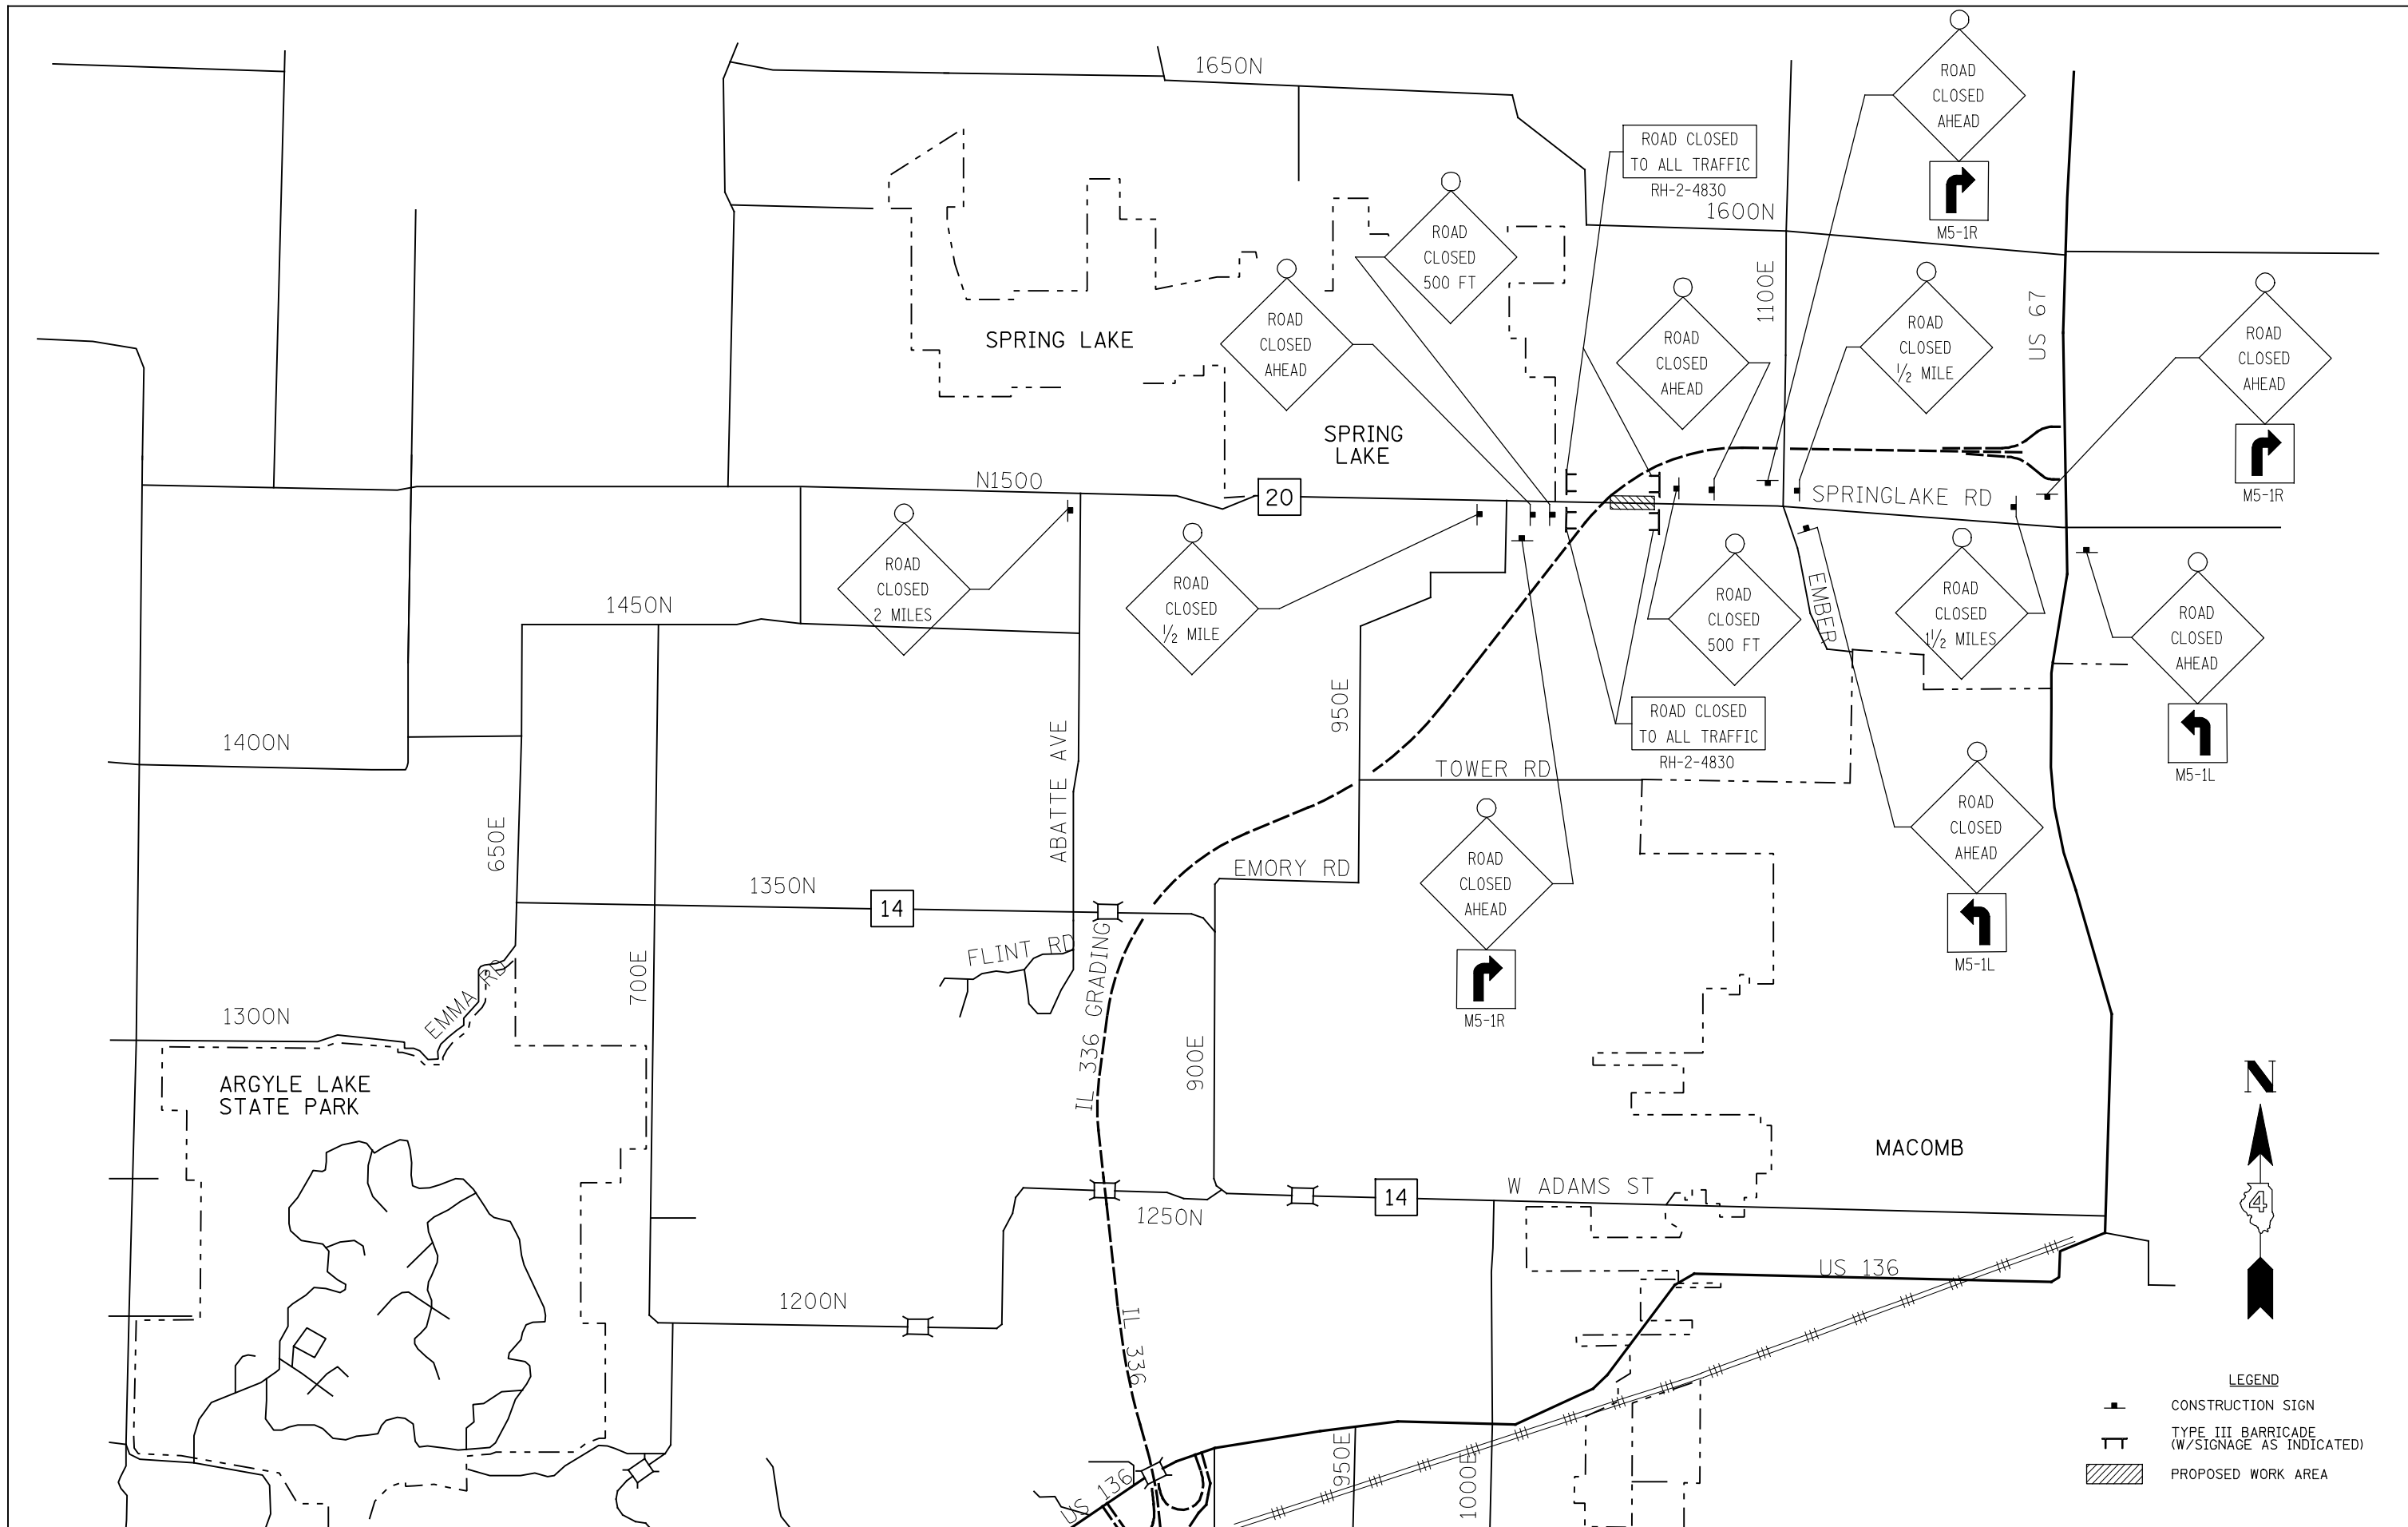 1650N
ROAD
CLOSED
AHEAD
M5-1R
ROAD CLOSED
TO ALL TRAFFIC
RH-2-4830
1600N
ROAD
CLOSED
500 FT
ROAD
CLOSED
AHEAD
SPRING LAKE
ROAD
CLOSED
AHEAD
1100E
ROAD
CLOSED
1/2 MILE
US 67
ROAD
CLOSED
AHEAD
M5-1R
SPRING
LAKE
N1500
20
SPRINGLAKE RD
ROAD
CLOSED
2 MILES
ROAD
CLOSED
1/2 MILE
ROAD
CLOSED
500 FT
EMBER
ROAD
CLOSED
1 1/2 MILES
ROAD
CLOSED
AHEAD
M5-1L
1450N
950E
ROAD CLOSED
TO ALL TRAFFIC
RH-2-4830
1400N
TOWER RD
ABATTE AVE
650E
ROAD
CLOSED
AHEAD
M5-1L
ROAD
CLOSED
AHEAD
M5-1R
EMORY RD
1350N
14
FLINT RD
700E
EMMA RD
IL 336 GRADING
1300N
900E
ARGYLE LAKE
STATE PARK
N
MACOMB
W ADAMS ST
14
1250N
4
US 136
1200N
IL 336
US 136
950E
1000E
LEGEND
CONSTRUCTION SIGN
TYPE III BARRICADE
(W/SIGNAGE AS INDICATED)
PROPOSED WORK AREA